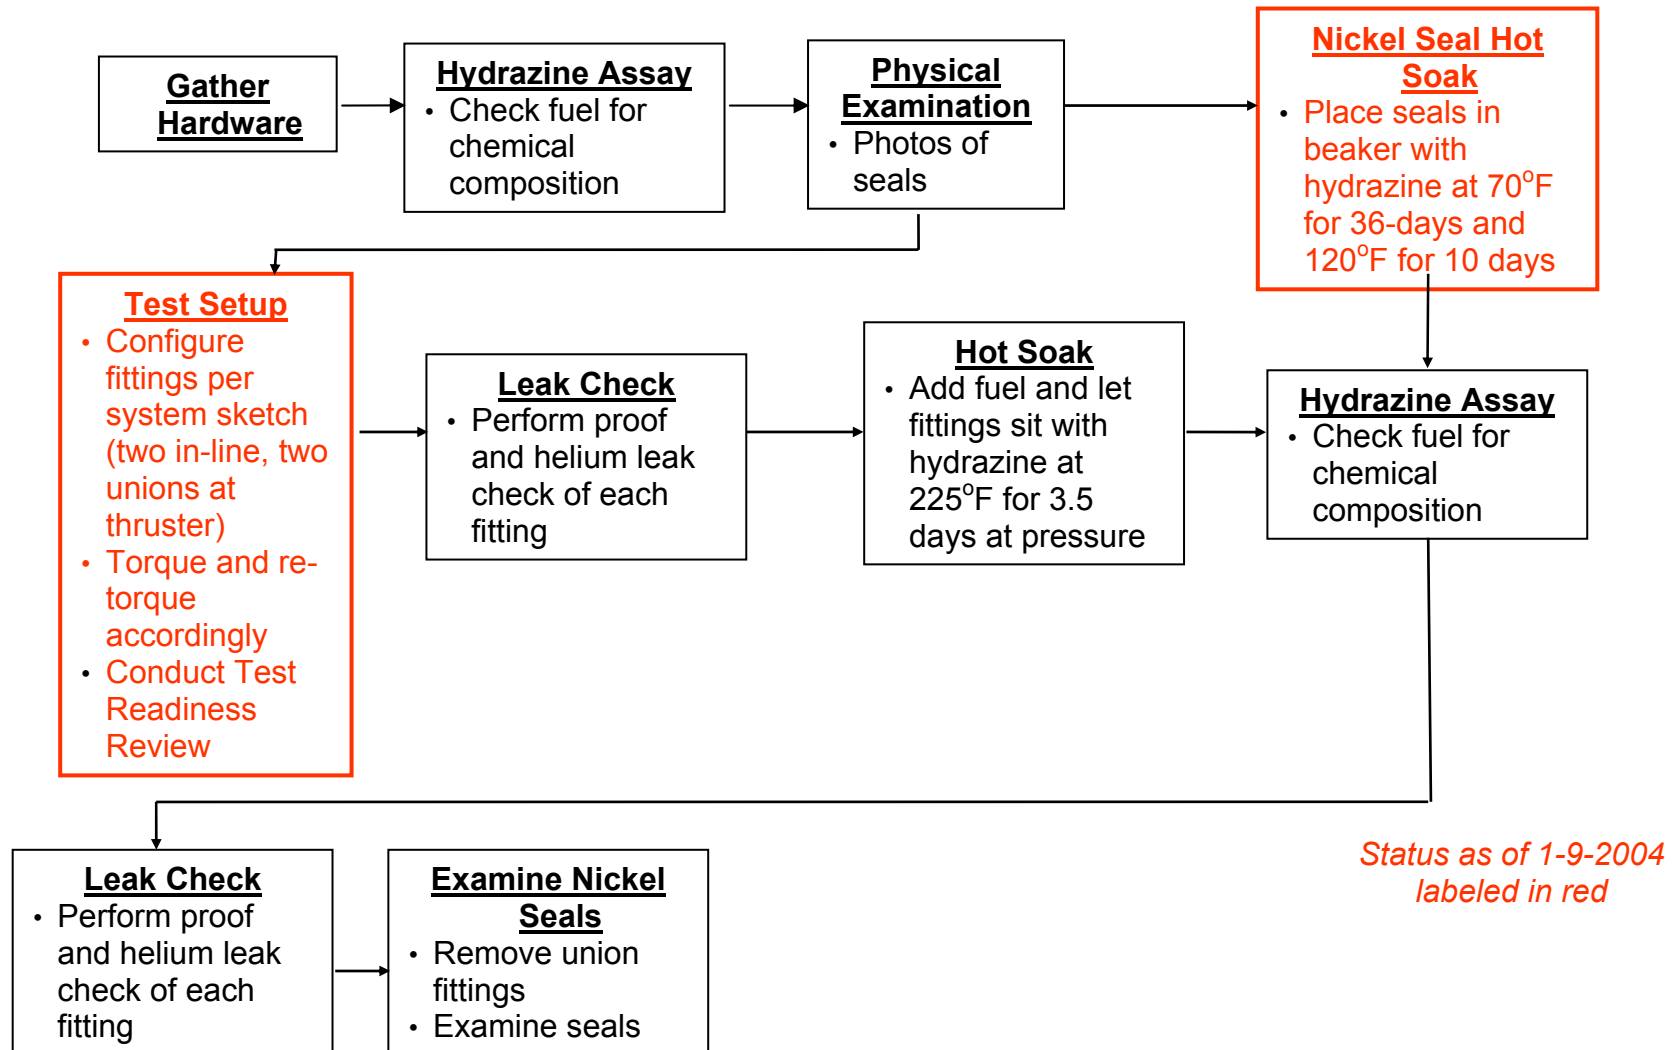 Gather
Hardware
Hydrazine Assay
• Check fuel for
chemical
composition
Physical
Examination
• Photos of
seals
Nickel Seal Hot
Soak
• Place seals in
beaker with
hydrazine at 70°F
for 36-days and
120°F for 10 days
Test Setup
• Configure
fittings per
system sketch
(two in-line, two
unions at
thruster)
• Torque and re-
torque
accordingly
• Conduct Test
Readiness
Review
Leak Check
• Perform proof
and helium leak
check of each
fitting
Hot Soak
• Add fuel and let
fittings sit with
hydrazine at
225°F for 3.5
days at pressure
Hydrazine Assay
• Check fuel for
chemical
composition
Leak Check
• Perform proof
and helium leak
check of each
fitting
Examine Nickel
Seals
• Remove union
fittings
• Examine seals
Status as of 1-9-2004
labeled in red